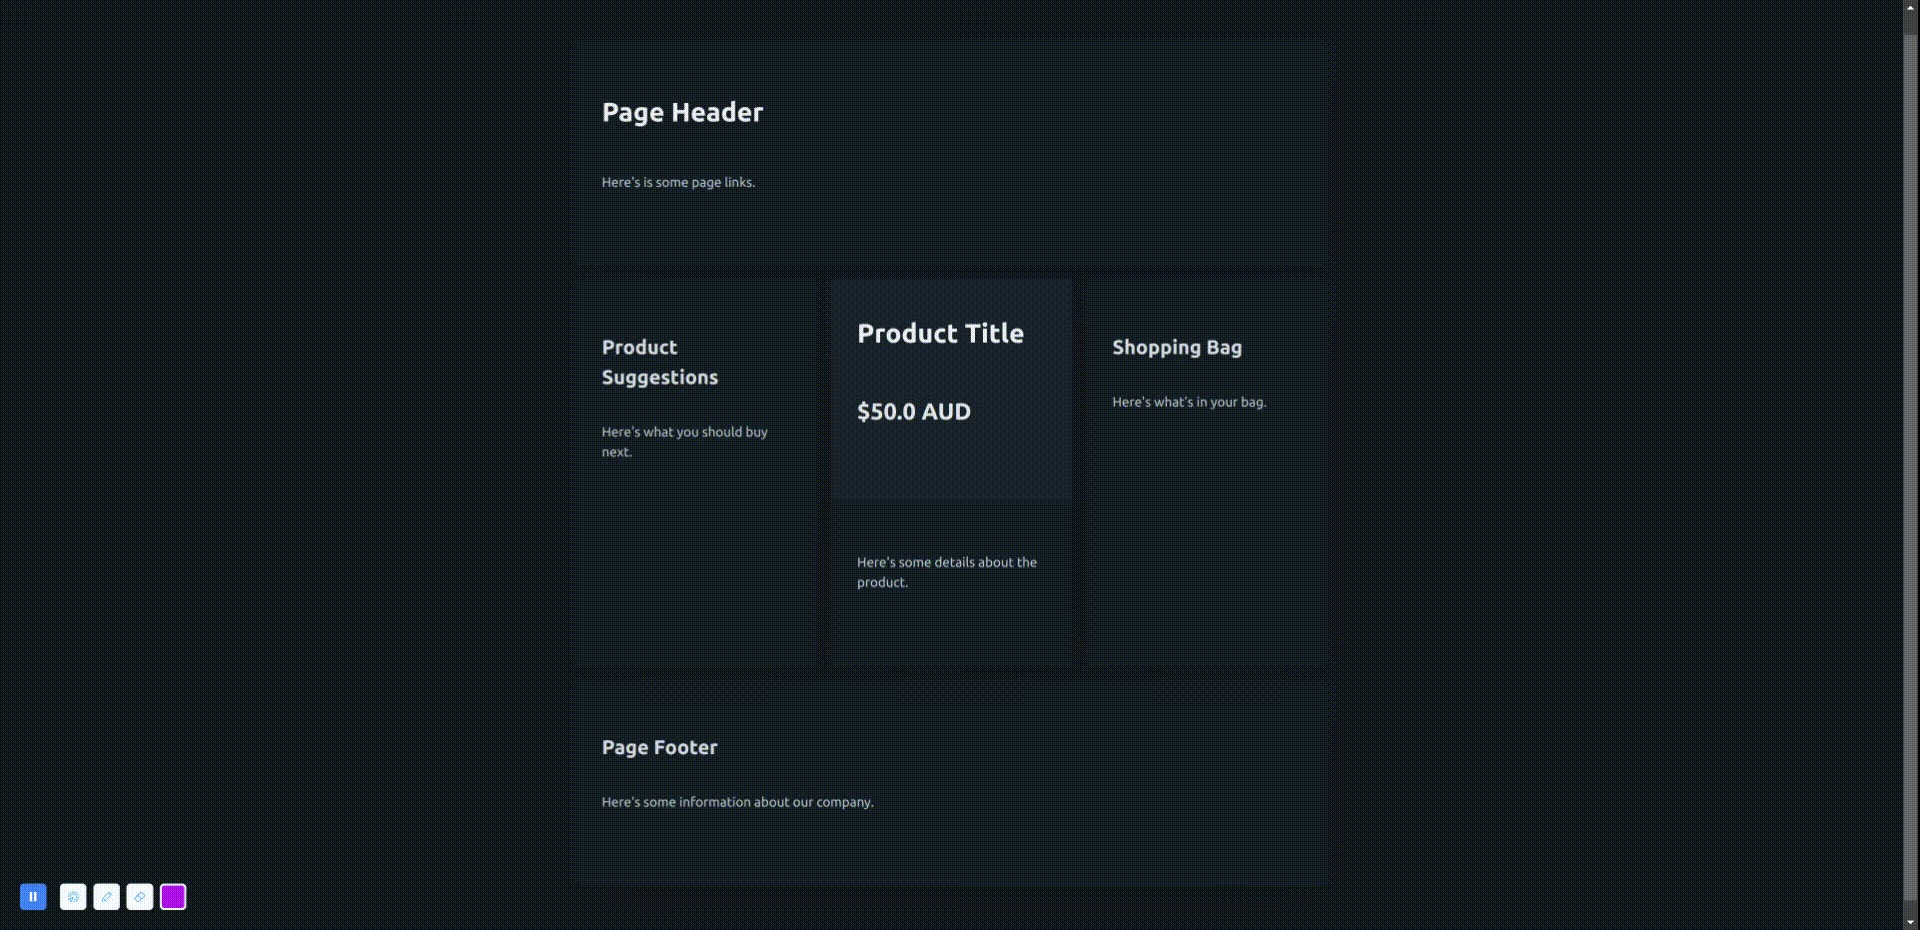 Page Header
Here's is some page links.
Product
Suggestions
Here's what you should buy
next.
Product Title
$50.0 AUD
Here's some details about the
product.
Shopping Bag
Here's what's in your bag.
Page Footer
Here's some information about our company.